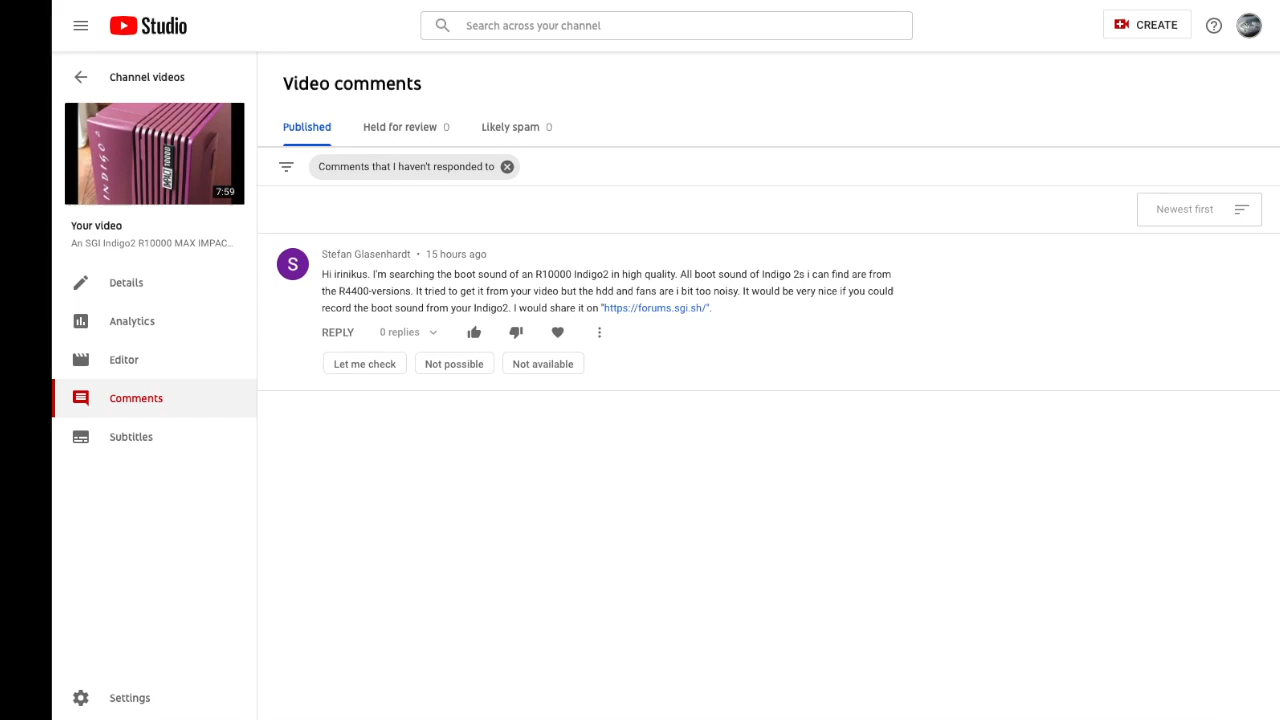 Studio
Search across your channel
CREATE
Channel videos
INDIGO 2
IMPACT 10000
7:59
Your video
An SGI Indigo2 R10000 MAX IMPAC...
Details
Analytics
Editor
Comments
Subtitles
Settings
Video comments
Published
Held for review 0
Likely spam 0
Comments that I haven't responded to
Newest first
S
Stefan Glasenhardt • 15 hours ago
Hi irinikus. I'm searching the boot sound of an R10000 Indigo2 in high quality. All boot sound of Indigo 2s i can find are from
the R4400-versions. It tried to get it from your video but the hdd and fans are i bit too noisy. It would be very nice if you could
record the boot sound from your Indigo2. I would share it on "https://forums.sgi.sh/".
REPLY 0 replies
Let me check Not possible Not available